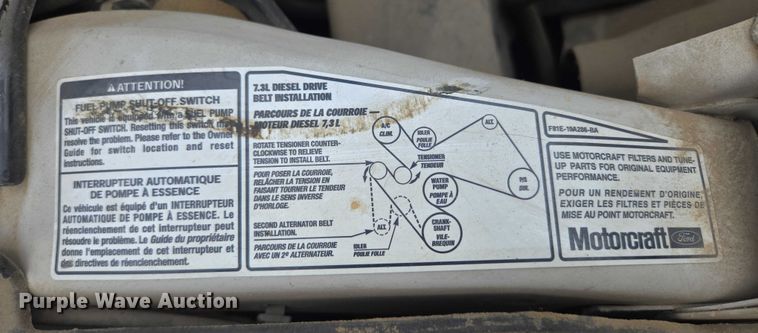 ATTENTION!
FUEL PUMP SHUT-OFF SWITCH
This vehicle is equipped with a FUEL PUMP
SHUT-OFF SWITCH. Resetting this switch may
resolve problem. Please refer to the Owner
Guide for switch location and reset
instructions.
INTERRUPTEUR AUTOMATIQUE
DE POMPE À ESSENCE
Ce véhicule est équipé d'un INTERRUPTEUR
AUTOMATIQUE DE POMPE À ESSENCE. Le
réenclenchement de cet interrupteur peut
résoudre le problème. Le Guide du propriétaire
donne l'emplacement de cet interrupteur et
des directives de réenclenchement.
7.3L DIESEL DRIVE
BELT INSTALLATION
PARCOURS DE LA COURROIE
MOTEUR DIESEL 7,3 L
ROTATE TENSIONER COUNTER-
CLOCKWISE TO RELIEVE
TENSION TO INSTALL BELT.
POUR POSER LA COURROIE,
RELÂCHER LA TENSION EN
FAISANT TOURNER LE TENDEUR
DANS LE SENS INVERSE
D'HORLOGE.
SECOND ALTERNATOR BELT
INSTALLATION.
PARCOURS DE LA COURROIE
AVEC UN 2e ALTERNATEUR.
A/C
CLIM.
IDLER
POULIE
FOLLE
ALT.
TENSIONER
TENDEUR
WATER
PUMP
POMPE À
EAU
P/S
DIR.
ALT.
IDLER
POULIE FOLLE
CRANK-
SHAFT
VILE-
BREQUIN
F81E-19A286-BA
USE MOTORCRAFT FILTERS AND TUNE-
UP PARTS FOR ORIGINAL EQUIPMENT
PERFORMANCE.
POUR UN RENDEMENT D'ORIGINE,
EXIGER LES FILTRES ET PIÈCES DE
MISE AU POINT MOTORCRAFT.
Motorcraft Ford
Purple Wave Auction